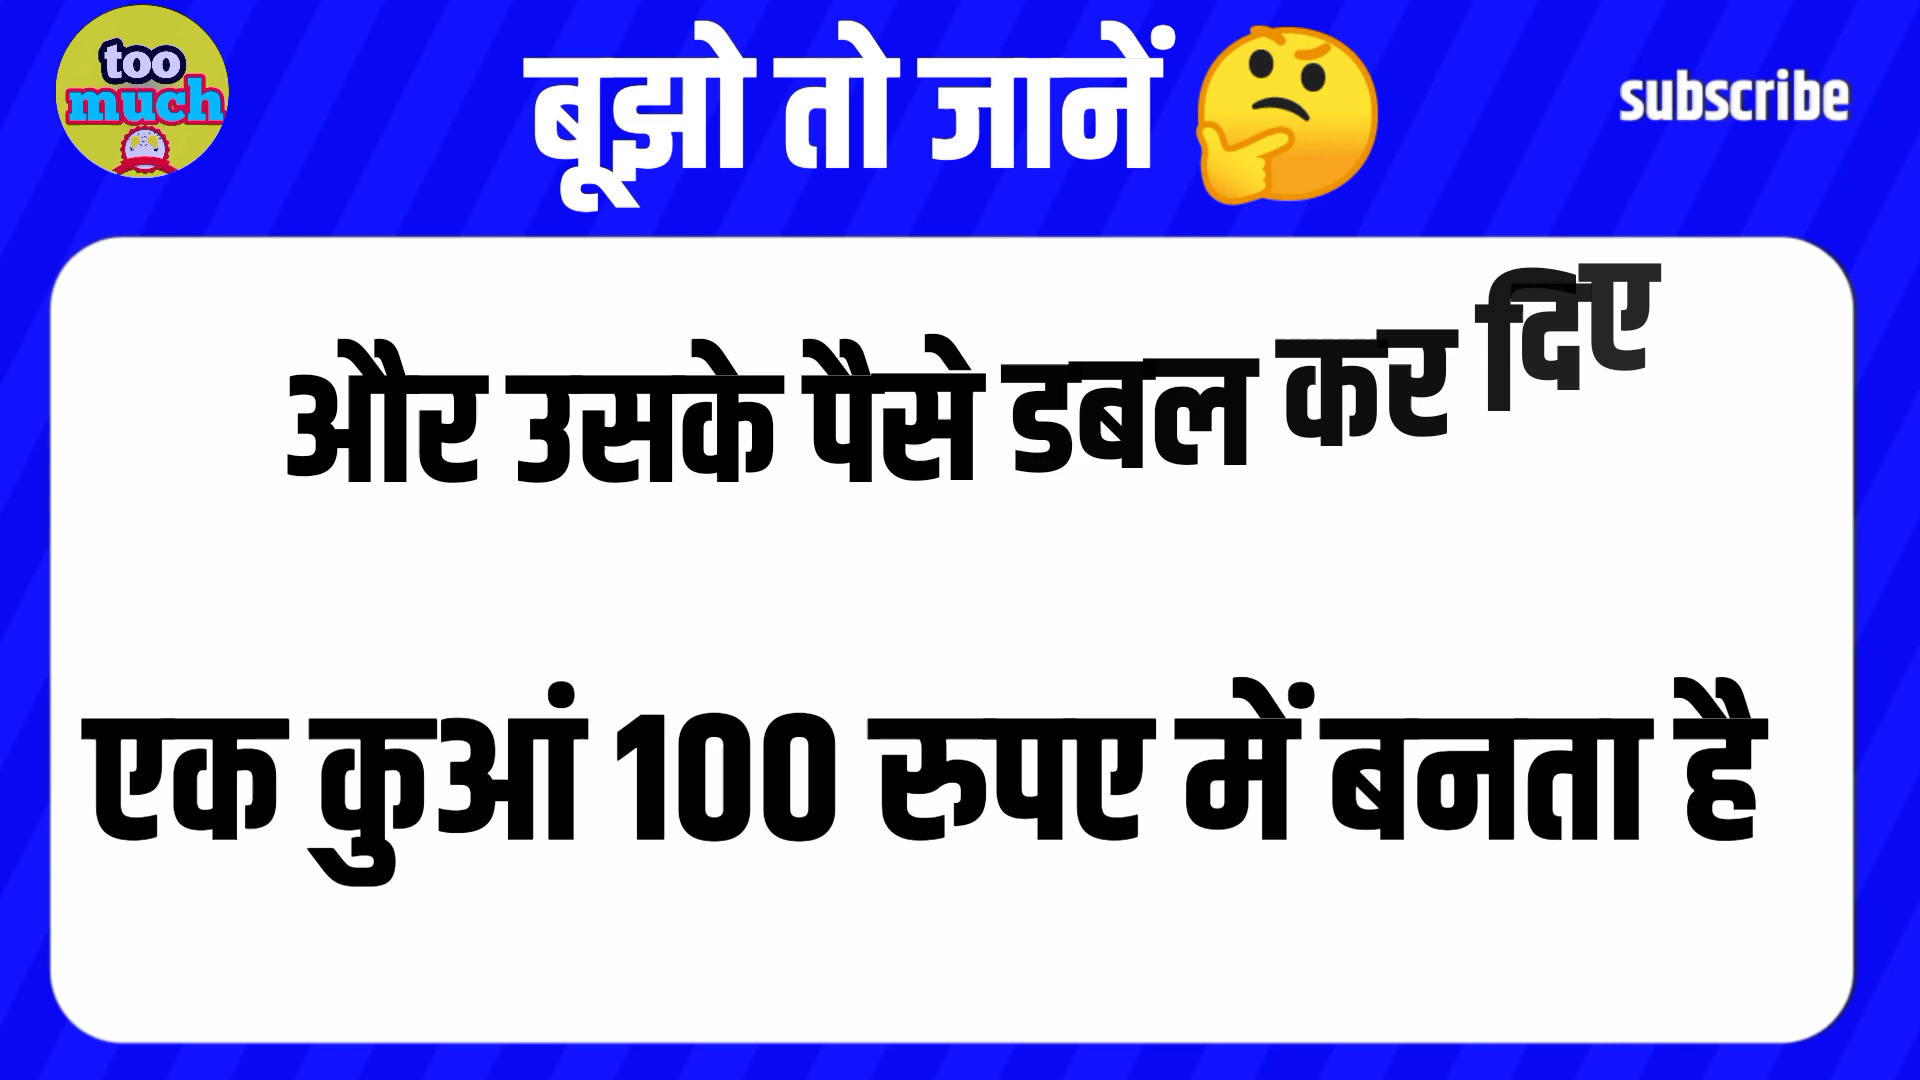 too
much
बूझो तो जानें
subscribe
और उसके पैसे डबल कर दिए
एक कुआं 100 रुपए में बनता है